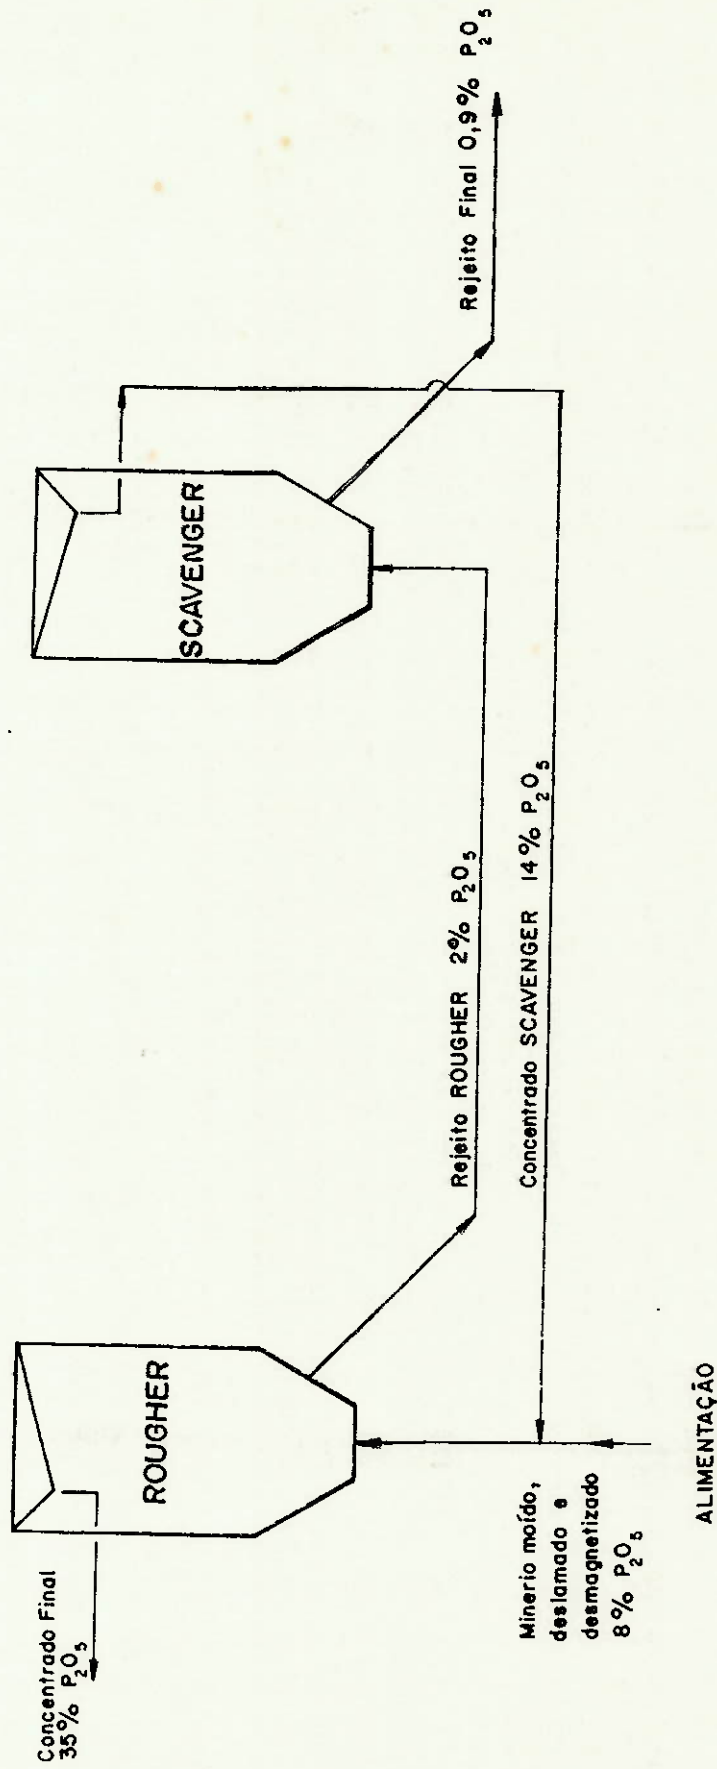 Concentrado Final
35% P2O5
ROUGHER
SCAVENGER
Rejeito Final 0,9% P2O5
Rejeito ROUGHER 2% P2O5
Concentrado SCAVENGER 14% P2O5
Minerio moído,
deslamado e
desmagnetizado
8% P2O5
ALIMENTAÇÃO